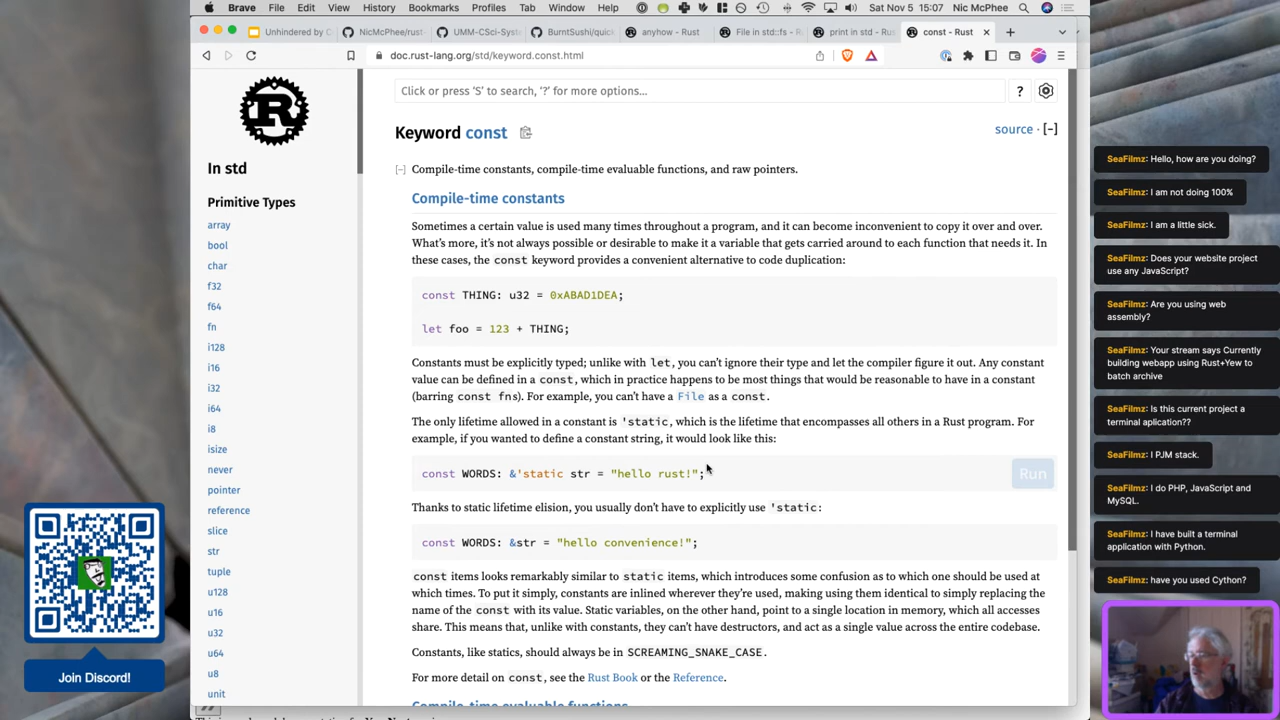 Brave File Edit View History Bookmarks Profiles Tab Window Help Sat Nov 5 15:07 Nic McPhee
Unhindered by C NicMcPhee/rust- UMM-CSci-Syst BurntSushi/quick anyhow - Rust File in std::fs - R print in std - Rus const - Rust
doc.rust-lang.org/std/keyword.const.html
Click or press ‘S’ to search, ‘?’ for more options…
?
R
In std
Primitive Types
array
bool
char
f32
f64
fn
i128
i16
i32
i64
i8
isize
never
pointer
reference
slice
str
tuple
u128
u16
u32
u64
u8
unit
Keyword const
source · [-]
[-] Compile-time constants, compile-time evaluable functions, and raw pointers.
Compile-time constants
Sometimes a certain value is used many times throughout a program, and it can become inconvenient to copy it over and over.
What’s more, it’s not always possible or desirable to make it a variable that gets carried around to each function that needs it. In
these cases, the const keyword provides a convenient alternative to code duplication:
const THING: u32 = 0xABAD1DEA;
let foo = 123 + THING;
Constants must be explicitly typed; unlike with let, you can’t ignore their type and let the compiler figure it out. Any constant
value can be defined in a const, which in practice happens to be most things that would be reasonable to have in a constant
(barring const fns). For example, you can’t have a File as a const.
The only lifetime allowed in a constant is 'static, which is the lifetime that encompasses all others in a Rust program. For
example, if you wanted to define a constant string, it would look like this:
const WORDS: &'static str = "hello rust!";
Run
Thanks to static lifetime elision, you usually don’t have to explicitly use 'static:
const WORDS: &str = "hello convenience!";
const items looks remarkably similar to static items, which introduces some confusion as to which one should be used at
which times. To put it simply, constants are inlined wherever they’re used, making using them identical to simply replacing the
name of the const with its value. Static variables, on the other hand, point to a single location in memory, which all accesses
share. This means that, unlike with constants, they can’t have destructors, and act as a single value across the entire codebase.
Constants, like statics, should always be in SCREAMING_SNAKE_CASE.
For more detail on const, see the Rust Book or the Reference.
Compile-time evaluable functions
SeaFilmz: Hello, how are you doing?
SeaFilmz: I am not doing 100%
SeaFilmz: I am a little sick.
SeaFilmz: Does your website project
use any JavaScript?
SeaFilmz: Are you using web
assembly?
SeaFilmz: Your stream says Currently
building webapp using Rust+Yew to
batch archive
SeaFilmz: Is this current project a
terminal aplication??
SeaFilmz: I PJM stack.
SeaFilmz: I do PHP, JavaScript and
MySQL.
SeaFilmz: I have built a terminal
application with Python.
SeaFilmz: have you used Cython?
Join Discord!